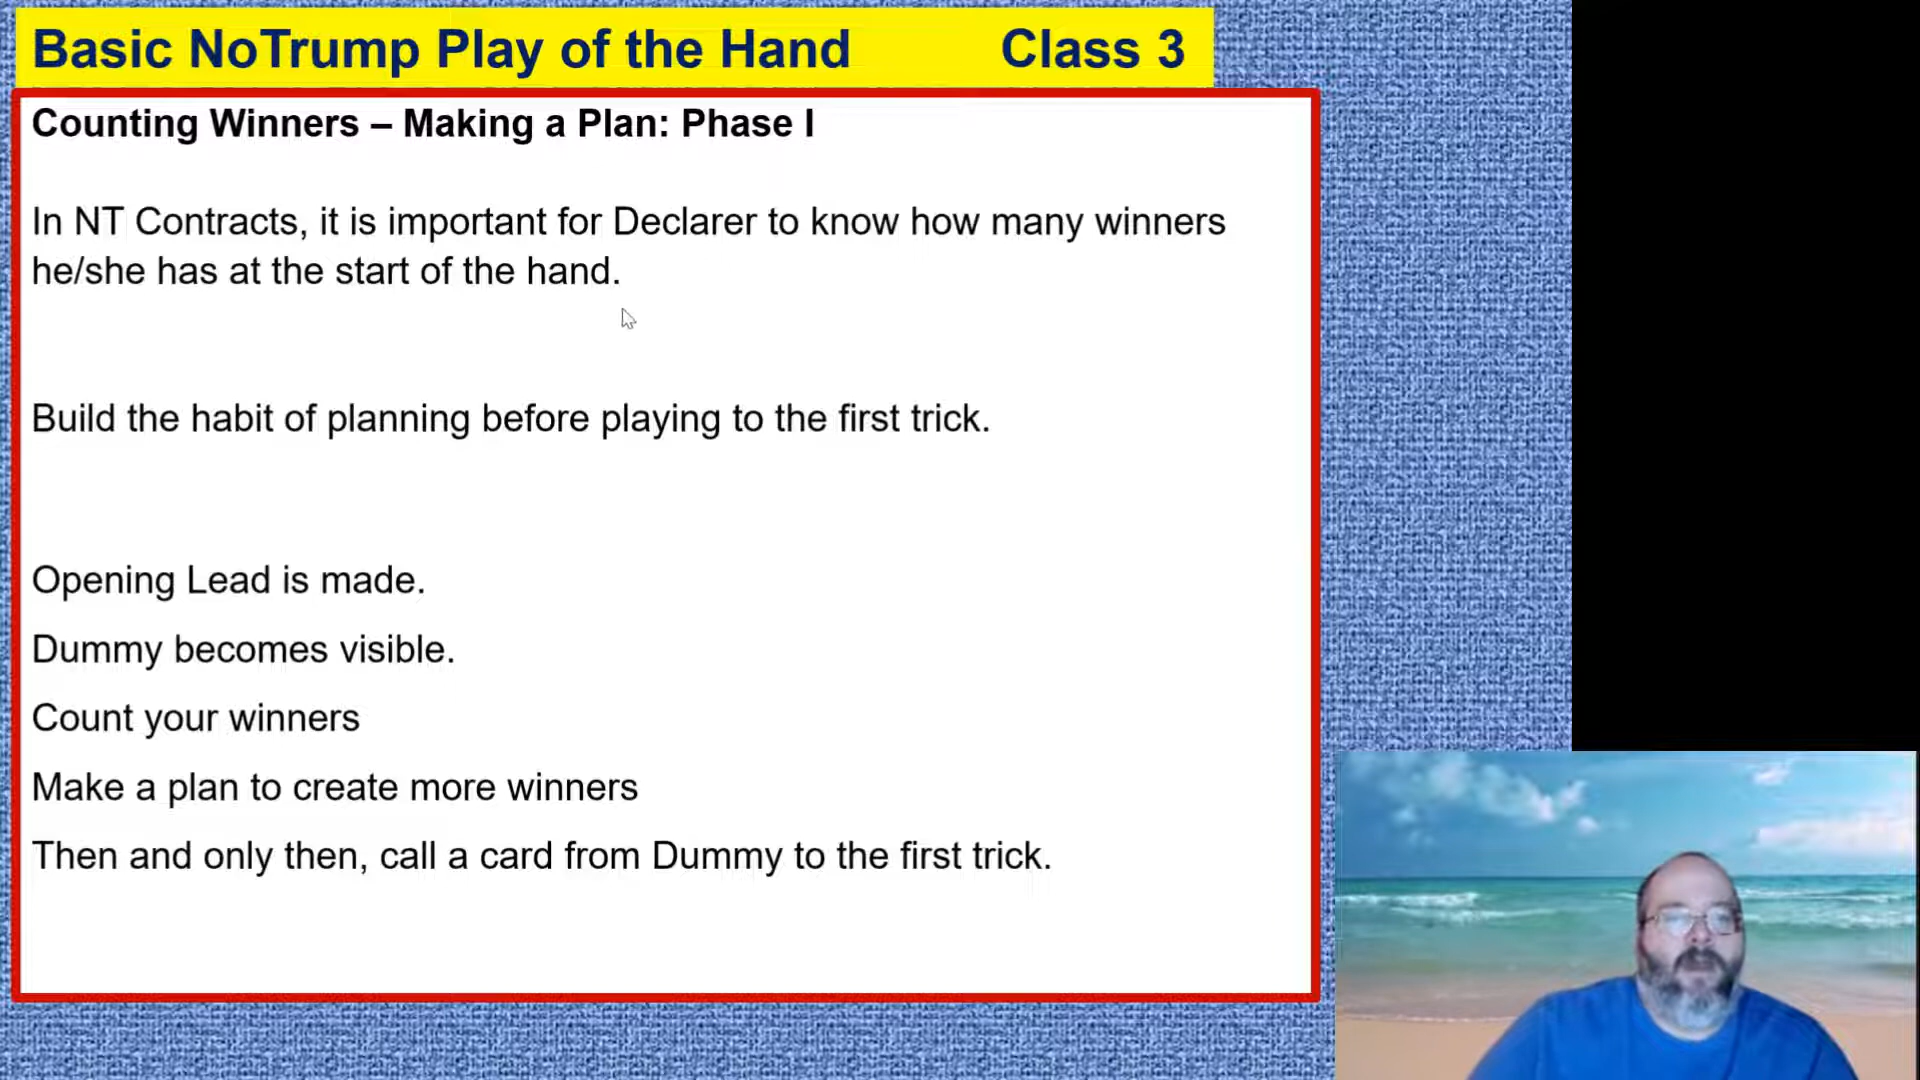 Basic NoTrump Play of the Hand Class 3
Counting Winners – Making a Plan: Phase I
In NT Contracts, it is important for Declarer to know how many winners
he/she has at the start of the hand.
Build the habit of planning before playing to the first trick.
Opening Lead is made.
Dummy becomes visible.
Count your winners
Make a plan to create more winners
Then and only then, call a card from Dummy to the first trick.